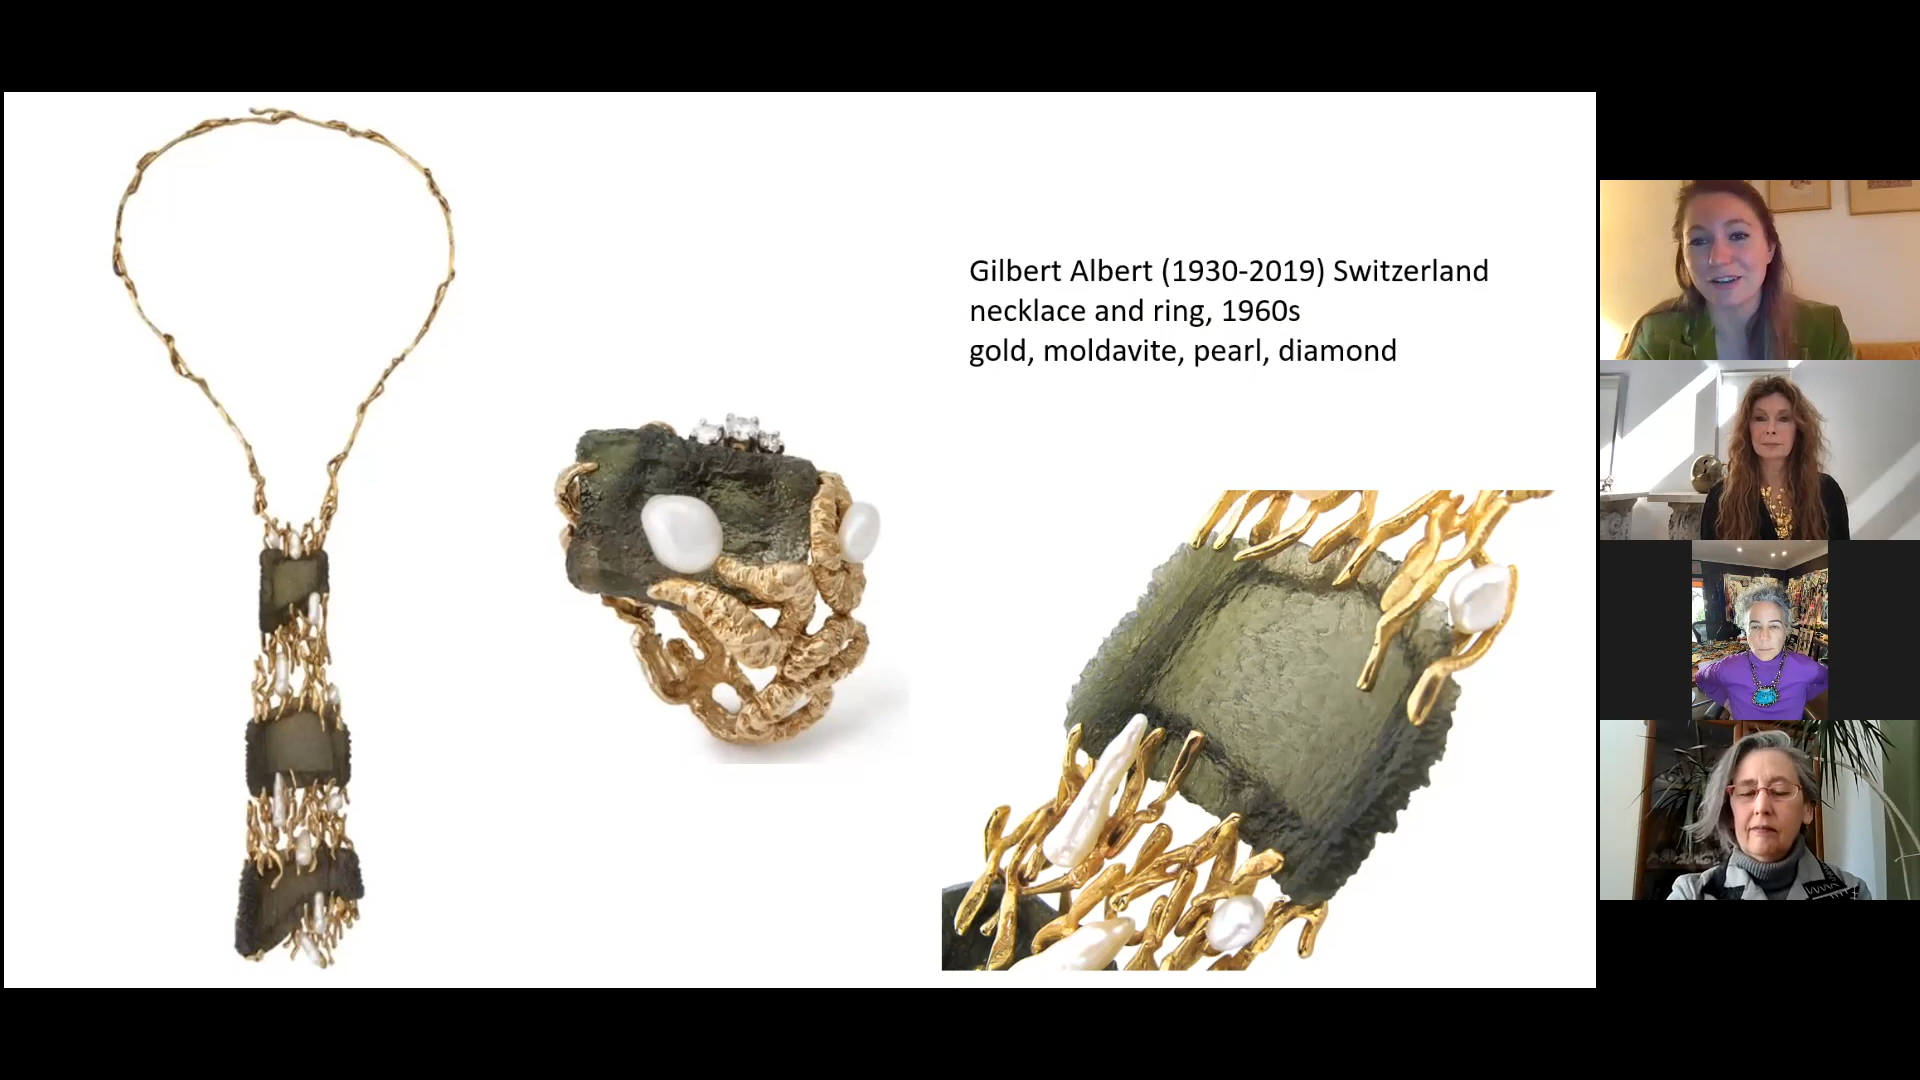 Gilbert Albert (1930-2019) Switzerland
necklace and ring, 1960s
gold, moldavite, pearl, diamond